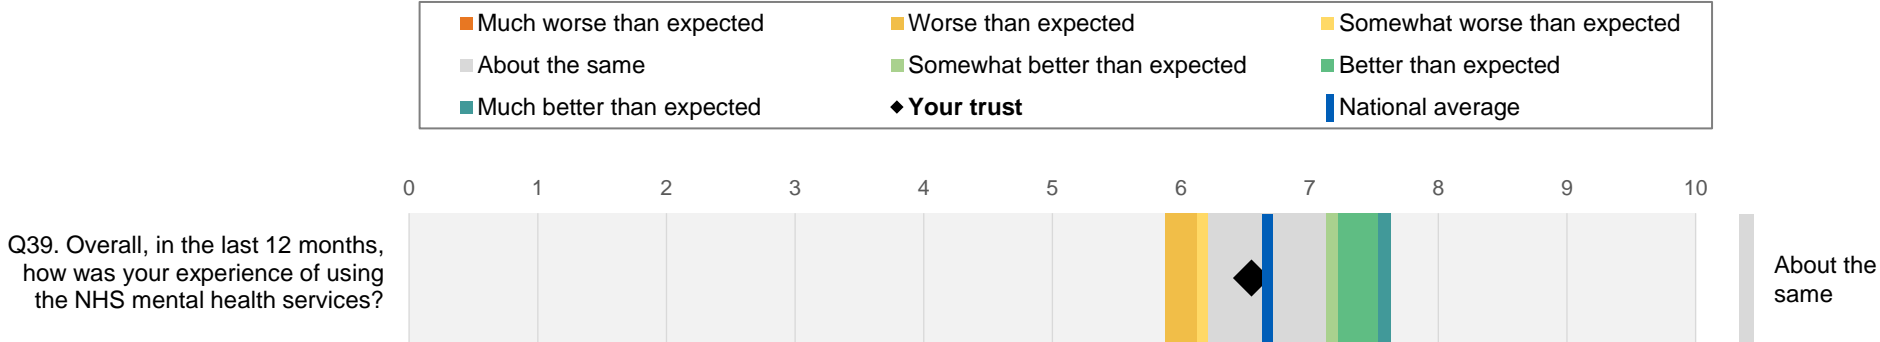 Much worse than expected
Worse than expected
Somewhat worse than expected
About the same
Somewhat better than expected
Better than expected
Much better than expected
Your trust
National average
0 1 2 3 4 5 6 7 8 9 10
Q39. Overall, in the last 12 months,
how was your experience of using
the NHS mental health services?
About the
same